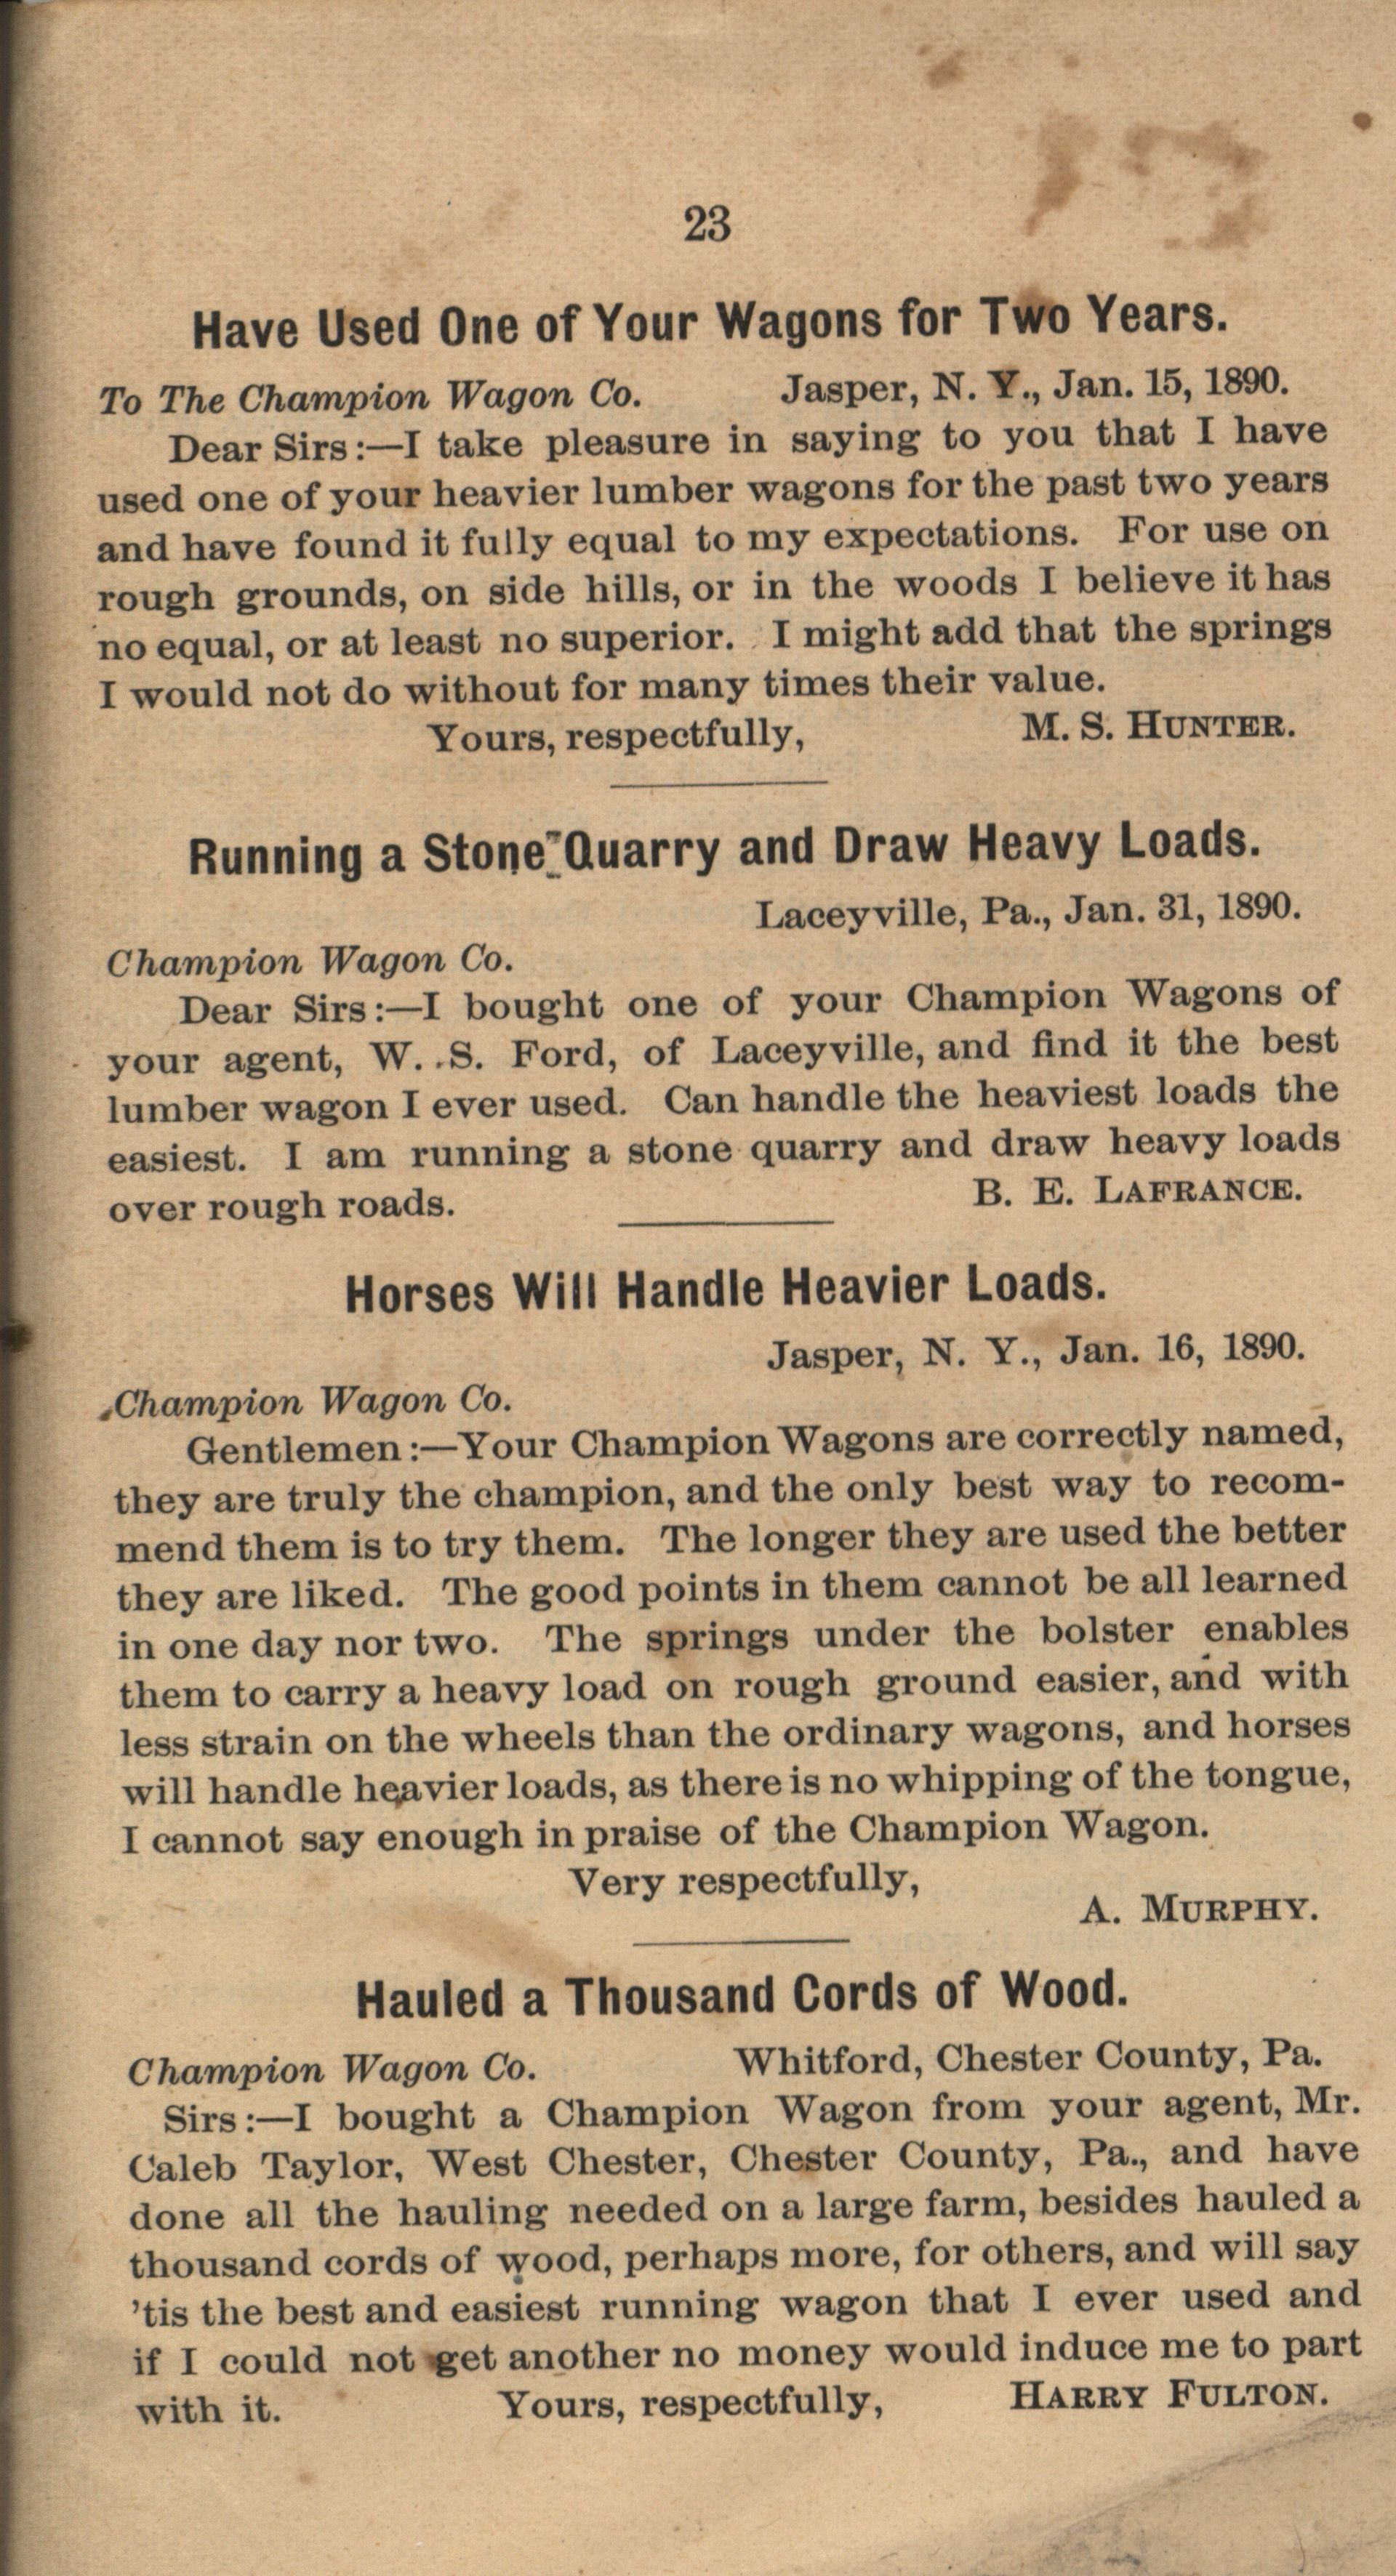 23
Have Used One of Your Wagons for Two Years.
To The Champion Wagon Co. Jasper, N. Y., Jan. 15, 1890.
Dear Sirs:—I take pleasure in saying to you that I have
used one of your heavier lumber wagons for the past two years
and have found it fully equal to my expectations. For use on
rough grounds, on side hills, or in the woods I believe it has
no equal, or at least no superior. I might add that the springs
I would not do without for many times their value.
Yours, respectfully, M. S. HUNTER.
Running a Stone Quarry and Draw Heavy Loads.
Laceyville, Pa., Jan. 31, 1890.
Champion Wagon Co.
Dear Sirs:—I bought one of your Champion Wagons of
your agent, W. S. Ford, of Laceyville, and find it the best
lumber wagon I ever used. Can handle the heaviest loads the
easiest. I am running a stone quarry and draw heavy loads
over rough roads. B. E. LAFRANCE.
Horses Will Handle Heavier Loads.
Jasper, N. Y., Jan. 16, 1890.
Champion Wagon Co.
Gentlemen:—Your Champion Wagons are correctly named,
they are truly the champion, and the only best way to recom-
mend them is to try them. The longer they are used the better
they are liked. The good points in them cannot be all learned
in one day nor two. The springs under the bolster enables
them to carry a heavy load on rough ground easier, and with
less strain on the wheels than the ordinary wagons, and horses
will handle heavier loads, as there is no whipping of the tongue,
I cannot say enough in praise of the Champion Wagon.
Very respectfully,
A. MURPHY.
Hauled a Thousand Cords of Wood.
Champion Wagon Co. Whitford, Chester County, Pa.
Sirs:—I bought a Champion Wagon from your agent, Mr.
Caleb Taylor, West Chester, Chester County, Pa., and have
done all the hauling needed on a large farm, besides hauled a
thousand cords of wood, perhaps more, for others, and will say
'tis the best and easiest running wagon that I ever used and
if I could not get another no money would induce me to part
with it. Yours, respectfully, HARRY FULTON.